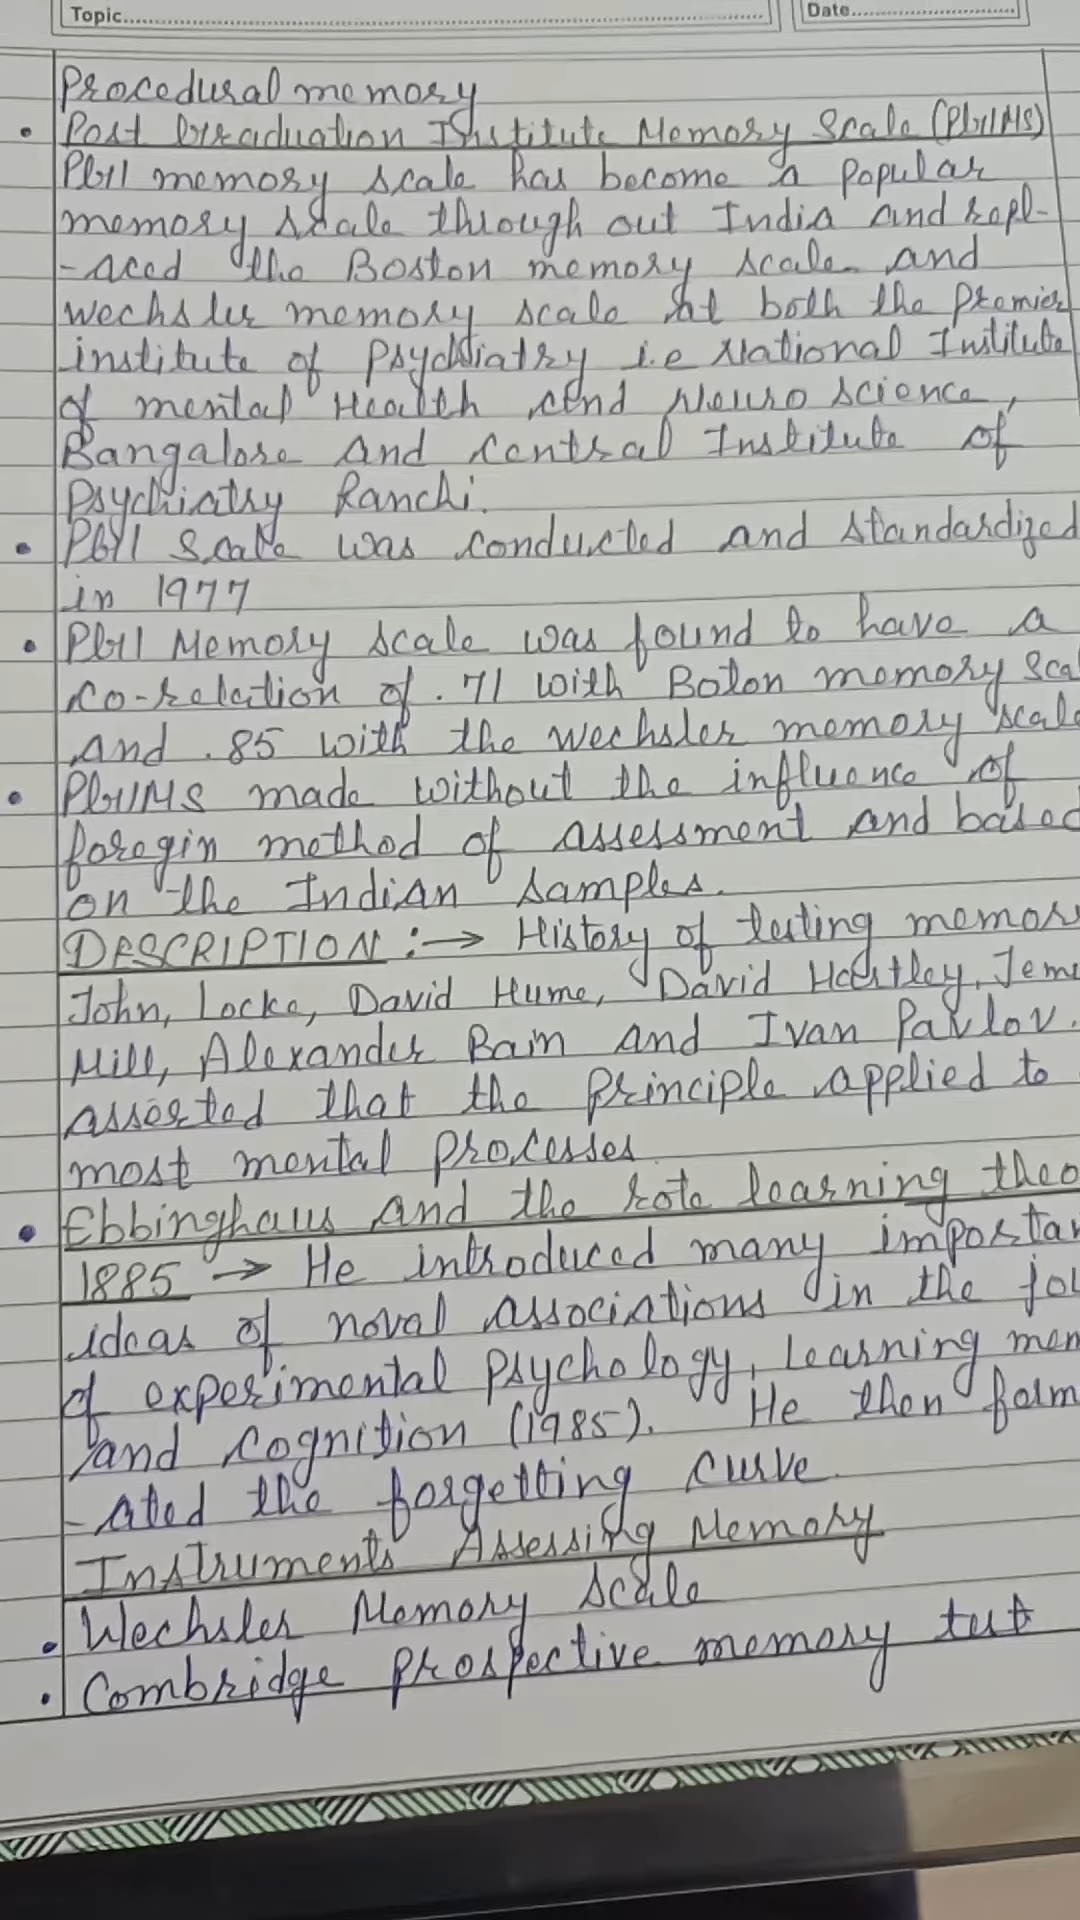 Topic
Date
Procedural memory
• Post Graduation Institute Memory Scale (PGIMS)
PGI memory scale has become a popular
memory scale through out India and repl-
-aced the Boston memory scale and
wechsler memory scale at both the Premier
institute of Psychiatry i.e National Institute
of mental Health and Neuro science,
Bangalore and Central Institute of
Psychiatry Ranchi.
• PGI Scale was conducted and standardized
in 1977
• PGI Memory scale was found to have a
co-relation of .71 with Boton memory Sca
and .85 with the wechsler memory scale
• PGIMS made without the influence of
foregin method of assessment and based
on the Indian samples.
DESCRIPTION :→ History of testing memor
John, Locke, David Hume, David Hartley, Jeme
Mill, Alexander Bain and Ivan Pavlov.
asserted that the principle applied to
most mental processes
• Ebbinghaus and the rote learning theo
1885 → He introduced many importan
ideas of noval associations in the jou
of experimental psychology, Learning mem
and cognition (1985). He then form
-ated the forgetting curve.
Instruments Assessing Memory
• Wechsler Memory Scale
• Combridge prospective memory test